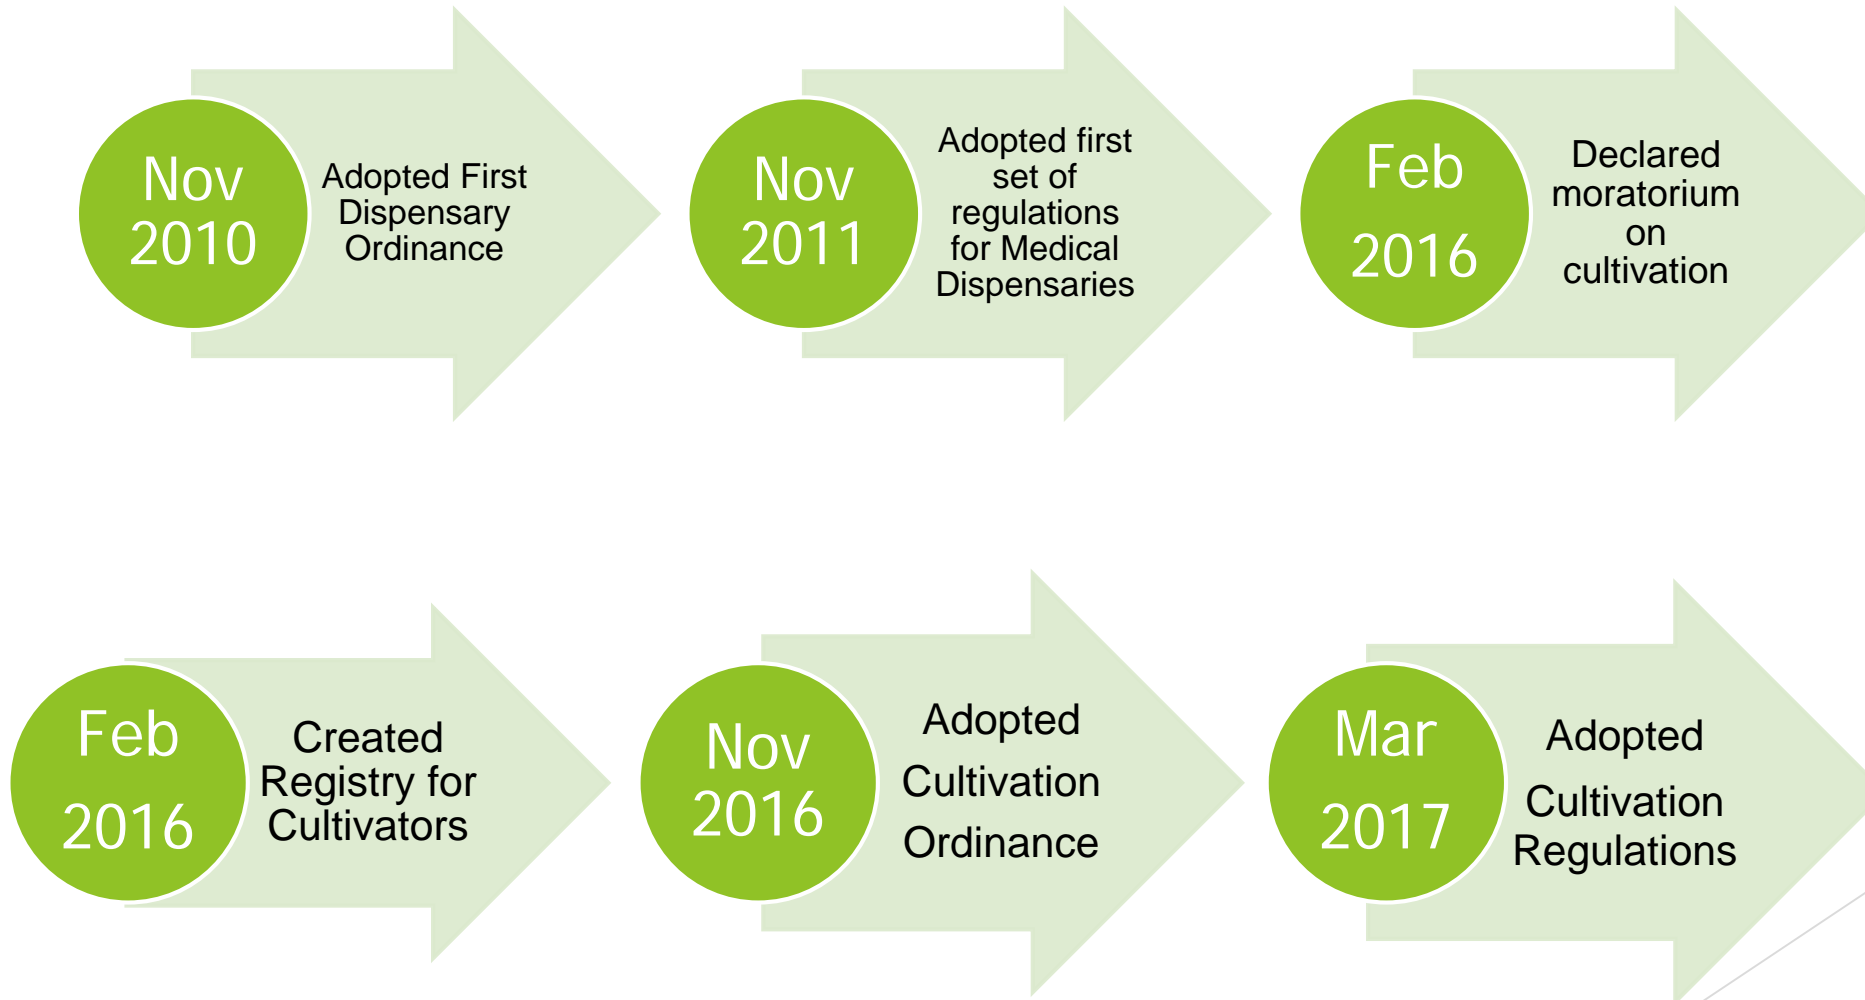 Nov
2010
Adopted First
Dispensary
Ordinance
Nov
2011
Adopted first
set of
regulations
for Medical
Dispensaries
Feb
2016
Declared
moratorium
on
cultivation
Feb
2016
Created
Registry for
Cultivators
Nov
2016
Adopted
Cultivation
Ordinance
Mar
2017
Adopted
Cultivation
Regulations